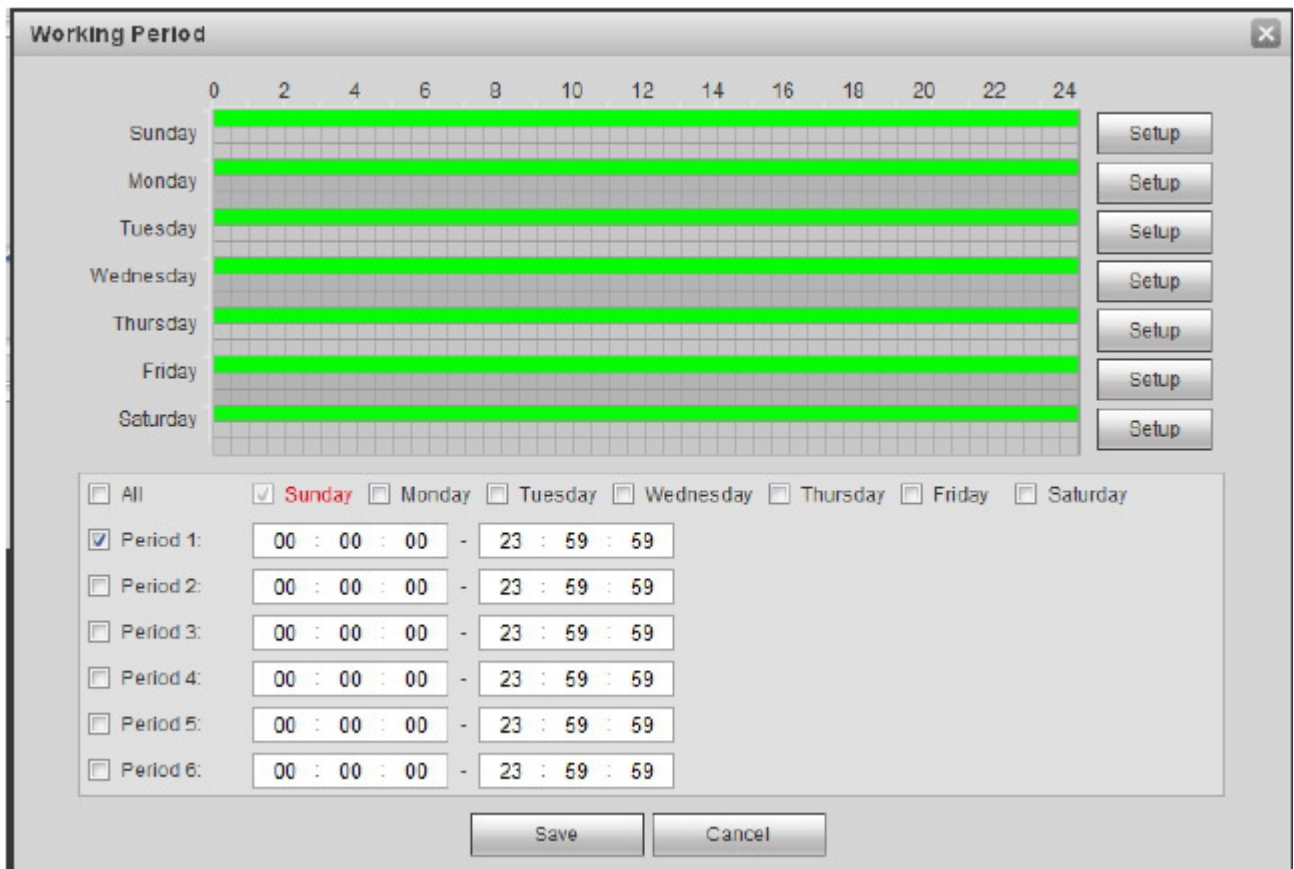 Working Period
0 2 4 6 8 10 12 14 16 18 20 22 24
Sunday Setup
Monday Setup
Tuesday Setup
Wednesday Setup
Thursday Setup
Friday Setup
Saturday Setup
All Sunday Monday Tuesday Wednesday Thursday Friday Saturday
Period 1: 00 : 00 : 00 - 23 : 59 : 59
Period 2: 00 : 00 : 00 - 23 : 59 : 59
Period 3: 00 : 00 : 00 - 23 : 59 : 59
Period 4: 00 : 00 : 00 - 23 : 59 : 59
Period 5: 00 : 00 : 00 - 23 : 59 : 59
Period 6: 00 : 00 : 00 - 23 : 59 : 59
Save Cancel